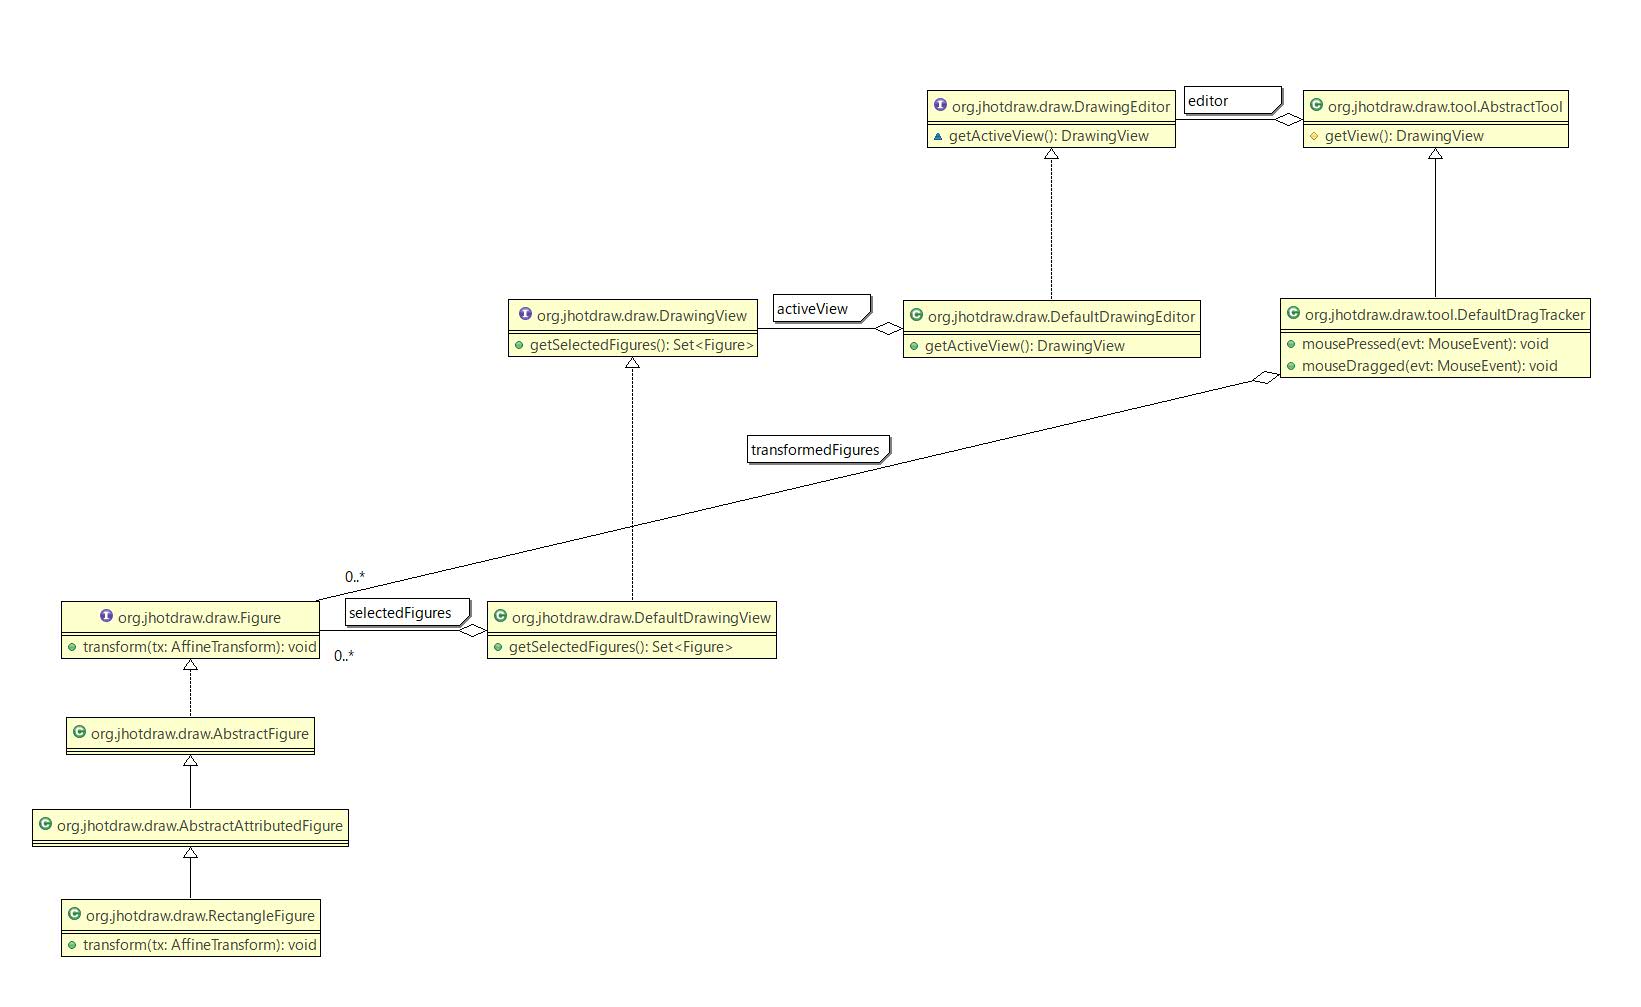 org.jhotdraw.draw.DrawingEditor
getActiveView(): DrawingView
editor
org.jhotdraw.draw.tool.AbstractTool
getView(): DrawingView
org.jhotdraw.draw.DrawingView
getSelectedFigures(): Set<Figure>
activeView
org.jhotdraw.draw.DefaultDrawingEditor
getActiveView(): DrawingView
org.jhotdraw.draw.tool.DefaultDragTracker
mousePressed(evt: MouseEvent): void
mouseDragged(evt: MouseEvent): void
transformedFigures
0..*
org.jhotdraw.draw.Figure
transform(tx: AffineTransform): void
selectedFigures
0..*
org.jhotdraw.draw.DefaultDrawingView
getSelectedFigures(): Set<Figure>
org.jhotdraw.draw.AbstractFigure
org.jhotdraw.draw.AbstractAttributedFigure
org.jhotdraw.draw.RectangleFigure
transform(tx: AffineTransform): void